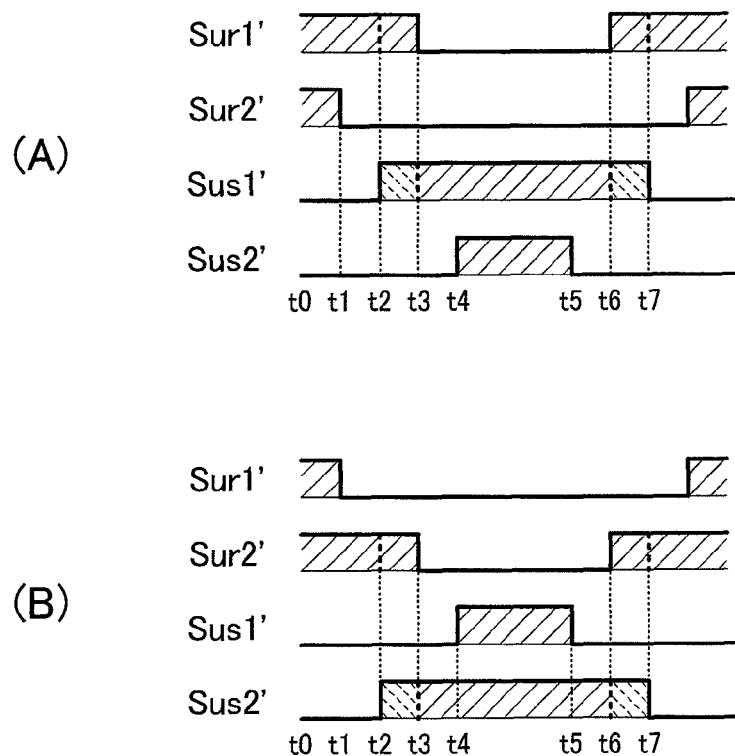 Sur1'
Sur2'
(A)
Sus1'
Sus2'
t0 t1 t2 t3 t4 t5 t6 t7
Sur1'
Sur2'
(B)
Sus1'
Sus2'
t0 t1 t2 t3 t4 t5 t6 t7